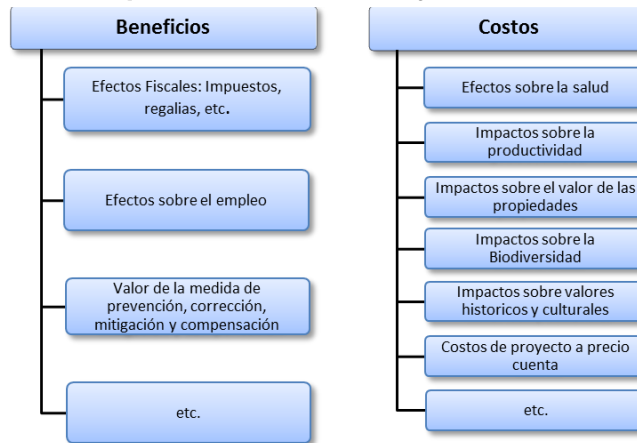 Beneficios
Efectos Fiscales: Impuestos,
regalias, etc.
Efectos sobre el empleo
Valor de la medida de
prevención, corrección,
mitigación y compensación
etc.
Costos
Efectos sobre la salud
Impactos sobre la
productividad
Impactos sobre el valor de las
propiedades
Impactos sobre la
Biodiversidad
Impactos sobre valores
historicos y culturales
Costos de proyecto a precio
cuenta
etc.